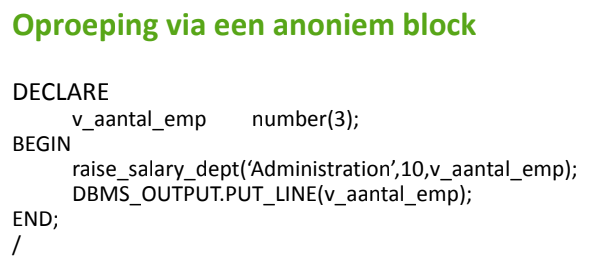 Oproeping via een anoniem block
DECLARE
v_aantal_emp number(3);
BEGIN
raise_salary_dept(‘Administration’,10,v_aantal_emp);
DBMS_OUTPUT.PUT_LINE(v_aantal_emp);
END;
/